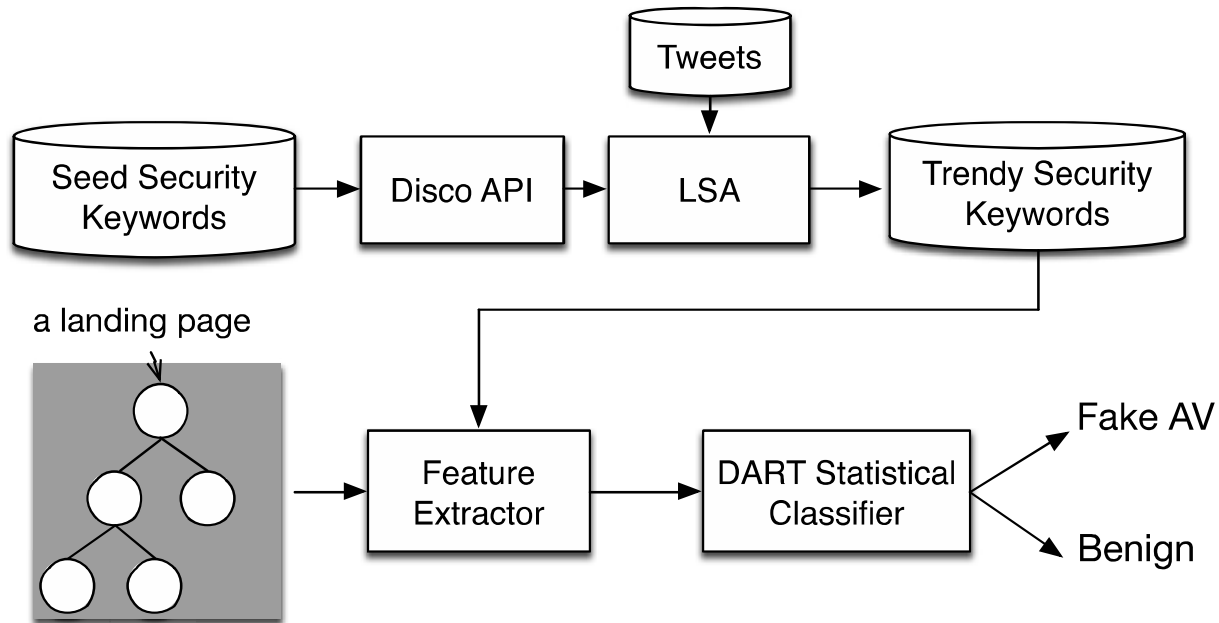 Tweets
Seed Security
Keywords
Disco API
LSA
Trendy Security
Keywords
a landing page
Feature
Extractor
DART Statistical
Classifier
Fake AV
Benign